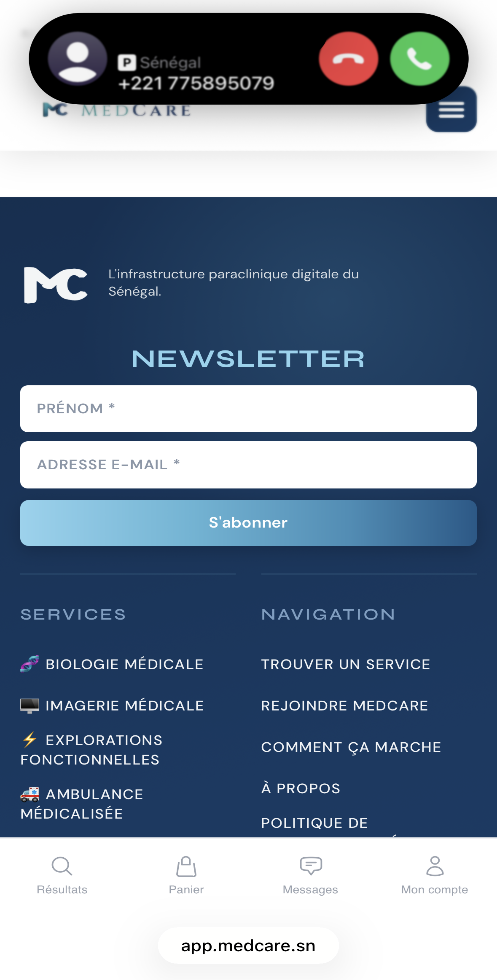 P Sénégal
+221 775895079
MC MEDCARE
MC
L'infrastructure paraclinique digitale du
Sénégal.
NEWSLETTER
PRÉNOM *
ADRESSE E-MAIL *
S'abonner
SERVICES
🧬 BIOLOGIE MÉDICALE
🖥️ IMAGERIE MÉDICALE
⚡ EXPLORATIONS
FONCTIONNELLES
🚑 AMBULANCE
MÉDICALISÉE
NAVIGATION
TROUVER UN SERVICE
REJOINDRE MEDCARE
COMMENT ÇA MARCHE
À PROPOS
POLITIQUE DE
Résultats
Panier
Messages
Mon compte
app.medcare.sn